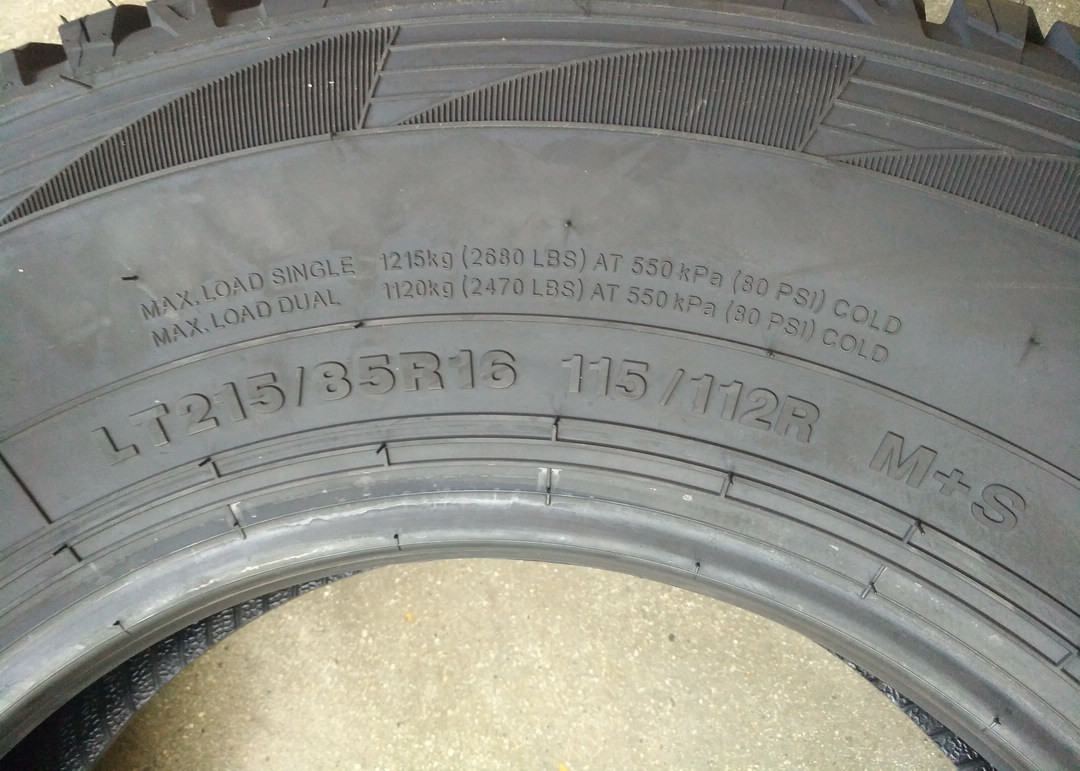 MAX. LOAD SINGLE 1215kg (2680 LBS) AT 550 kPa (80 PSI) COLD
MAX. LOAD DUAL 1120kg (2470 LBS) AT 550 kPa (80 PSI) COLD
LT215/85R16 115/112R M+S